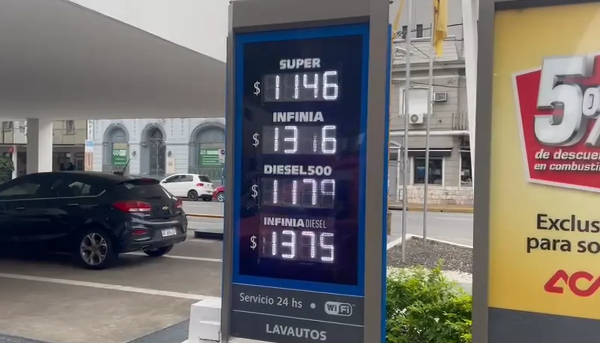 SUPER
$ 1146
INFINIA
$ 1316
DIESEL500
$ 1179
INFINIA DIESEL
$ 1375
Servicio 24 hs • WiFi
LAVAUTOS
5%
de descue
en combusti
Exclus
para so
ACA